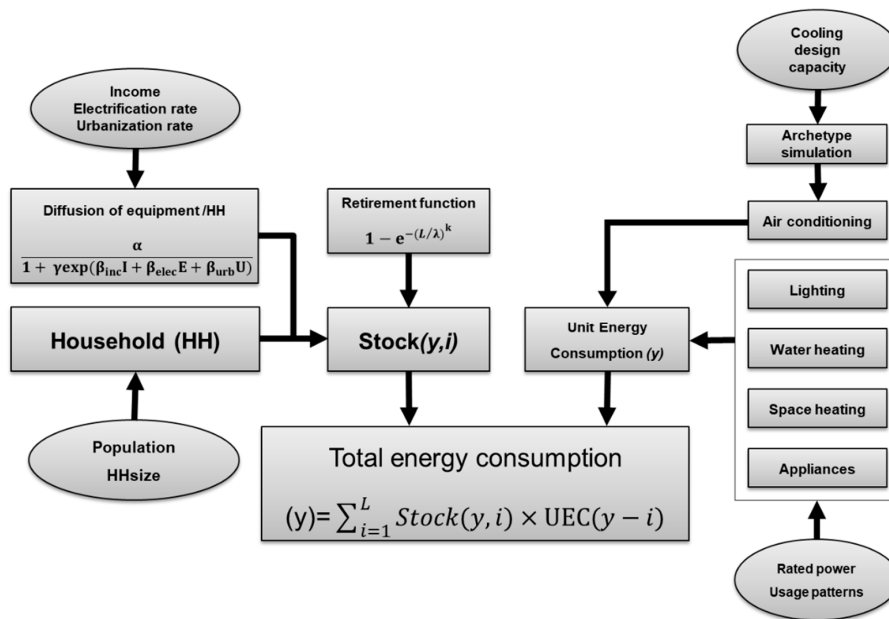 Cooling
design
capacity
Income
Electrification rate
Urbanization rate
Archetype
simulation
Diffusion of equipment /HH
α
1 + γexp(β_inc I + β_elec E + β_urb U)
Retirement function
1 − e^−(L/λ)^k
Air conditioning
Lighting
Household (HH)
Stock(y,i)
Unit Energy
Consumption (y)
Water heating
Space heating
Population
HHsize
Total energy consumption
(y)= ∑_{i=1}^{L} Stock(y, i) × UEC(y − i)
Appliances
Rated power
Usage patterns